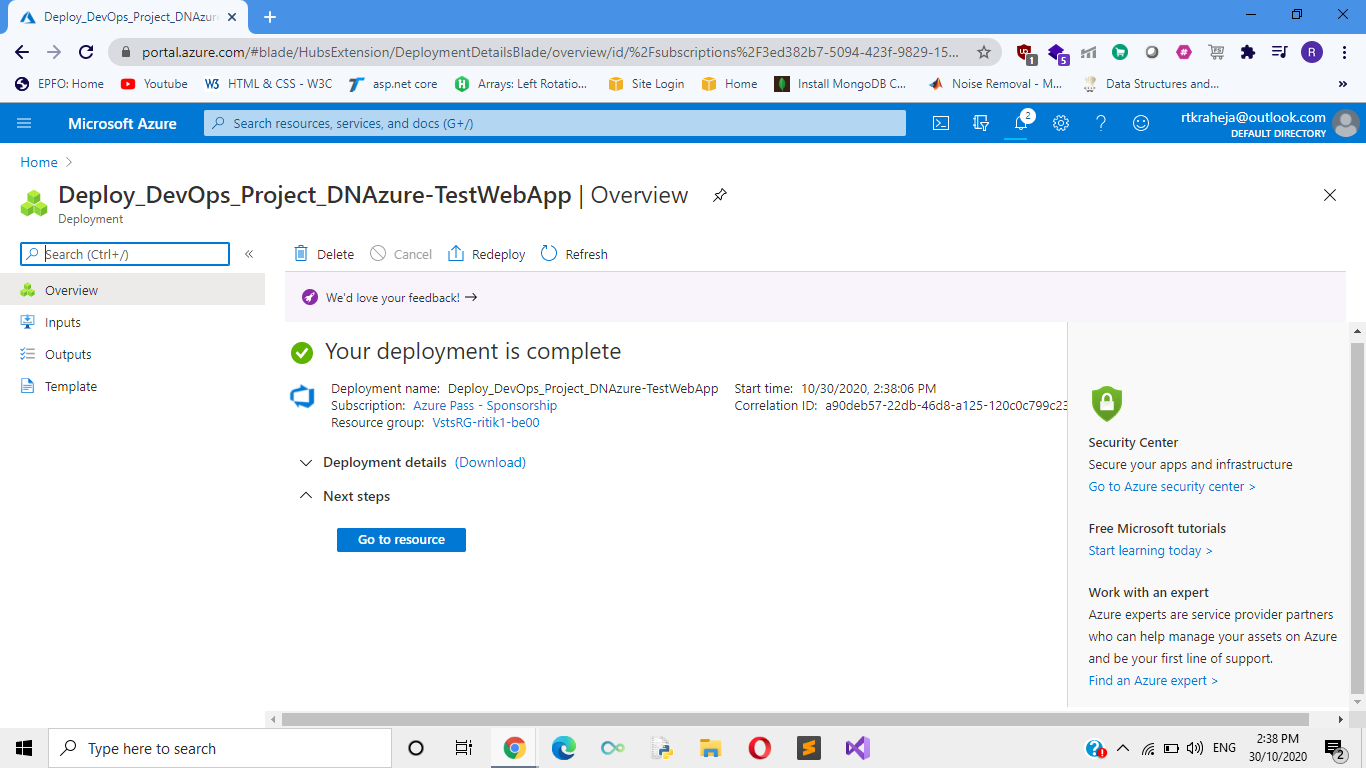 Deploy_DevOps_Project_DNAzur
portal.azure.com/#blade/HubsExtension/DeploymentDetailsBlade/overview/id/%2Fsubscriptions%2F3ed382b7-5094-423f-9829-15...
1
5
R
EPFO: Home
Youtube
HTML & CSS - W3C
asp.net core
Arrays: Left Rotatio...
Site Login
Home
Install MongoDB C...
Noise Removal - M...
Data Structures and...
»
Microsoft Azure
Search resources, services, and docs (G+/)
2
rtkraheja@outlook.com
DEFAULT DIRECTORY
Home
Deploy_DevOps_Project_DNAzure-TestWebApp | Overview
Deployment
Search (Ctrl+/)
«
Delete
Cancel
Redeploy
Refresh
Overview
Inputs
Outputs
Template
We'd love your feedback! →
Your deployment is complete
Deployment name: Deploy_DevOps_Project_DNAzure-TestWebApp
Subscription: Azure Pass - Sponsorship
Resource group: VstsRG-ritik1-be00
Start time: 10/30/2020, 2:38:06 PM
Correlation ID: a90deb57-22db-46d8-a125-120c0c799c23
Deployment details (Download)
Next steps
Go to resource
Security Center
Secure your apps and infrastructure
Go to Azure security center >
Free Microsoft tutorials
Start learning today >
Work with an expert
Azure experts are service provider partners
who can help manage your assets on Azure
and be your first line of support.
Find an Azure expert >
Type here to search
ENG
2:38 PM
30/10/2020
2